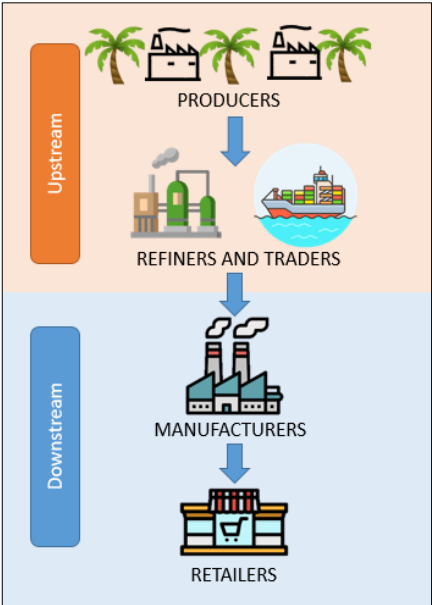 Upstream
PRODUCERS
REFINERS AND TRADERS
Downstream
MANUFACTURERS
RETAILERS